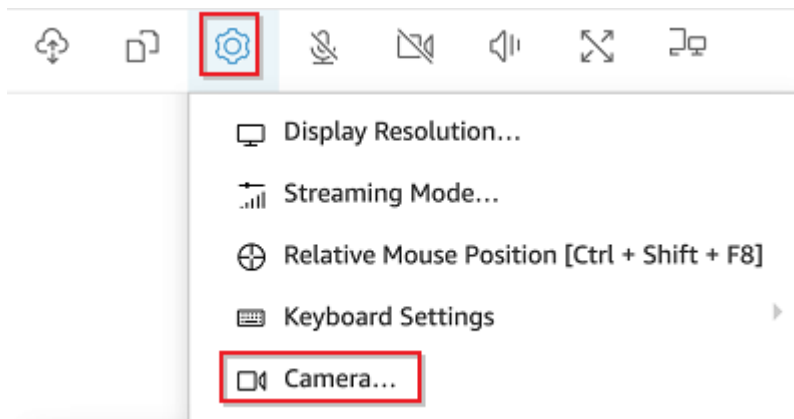 Display Resolution...
Streaming Mode...
Relative Mouse Position [Ctrl + Shift + F8]
Keyboard Settings
Camera...